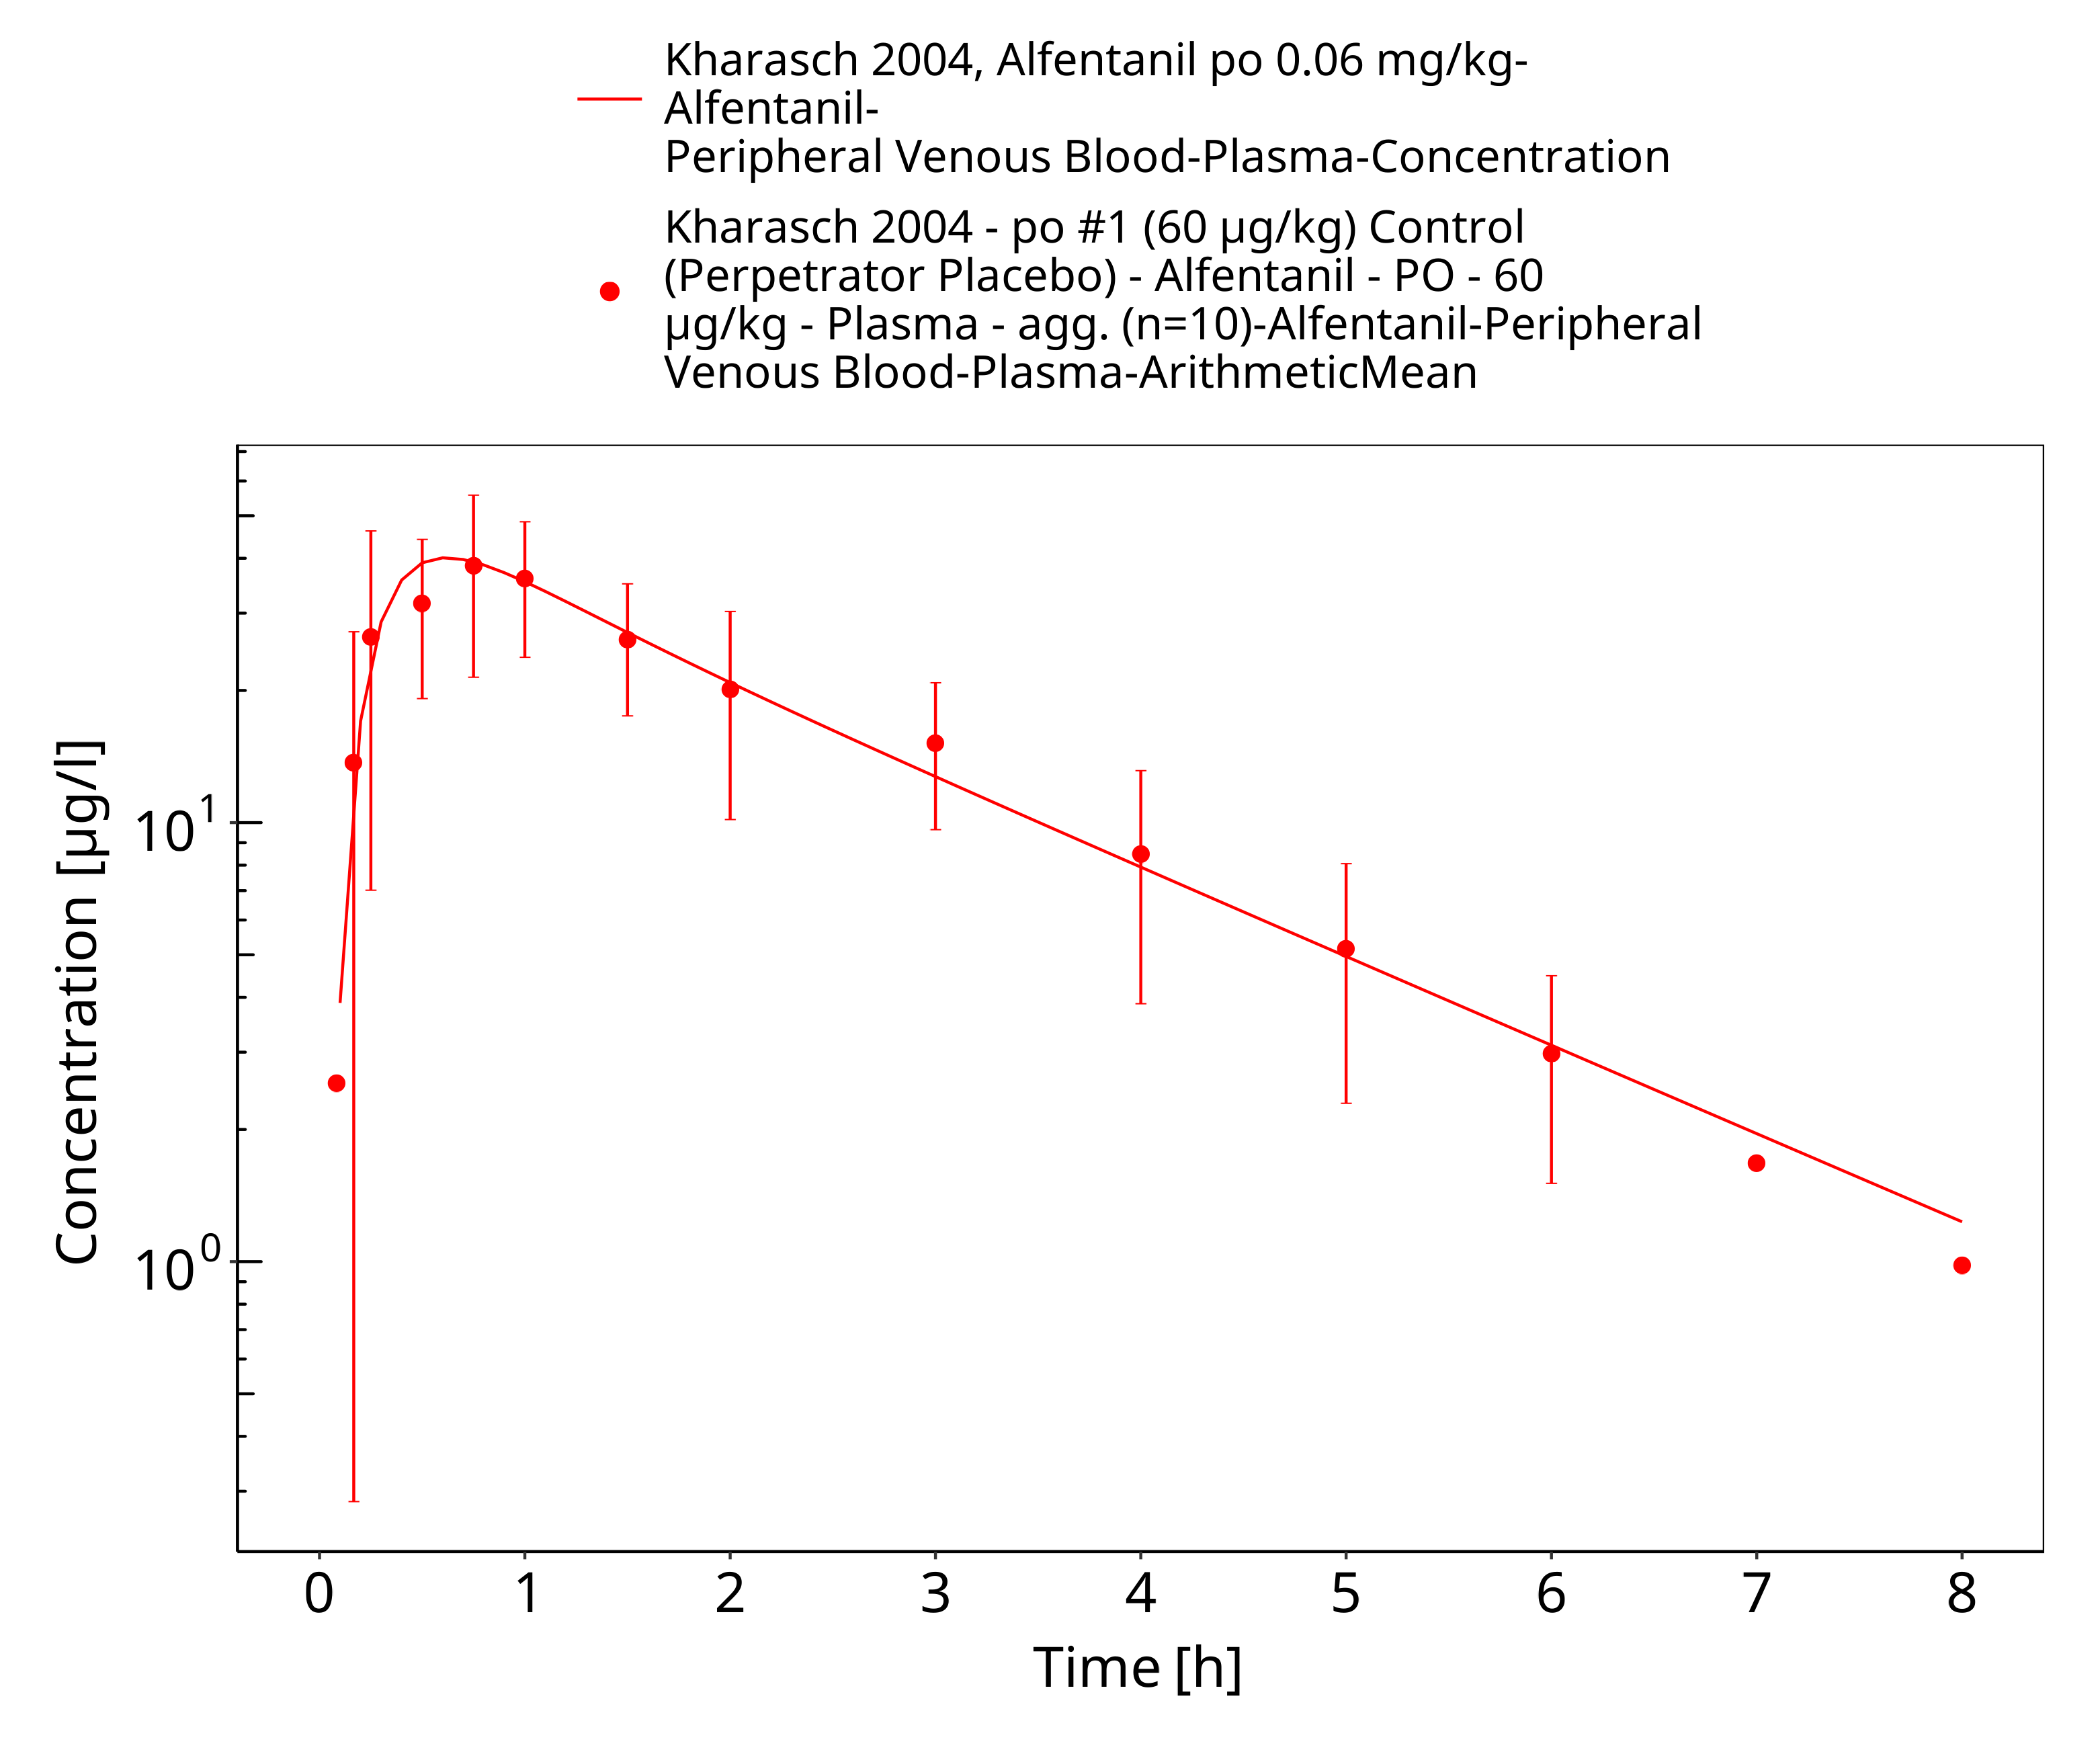 Kharasch 2004, Alfentanil po 0.06 mg/kg-
Alfentanil-
Peripheral Venous Blood-Plasma-Concentration
Kharasch 2004 - po #1 (60 µg/kg) Control
(Perpetrator Placebo) - Alfentanil - PO - 60
µg/kg - Plasma - agg. (n=10)-Alfentanil-Peripheral
Venous Blood-Plasma-ArithmeticMean
Concentration [µg/l]
10¹
10⁰
0 1 2 3 4 5 6 7 8
Time [h]